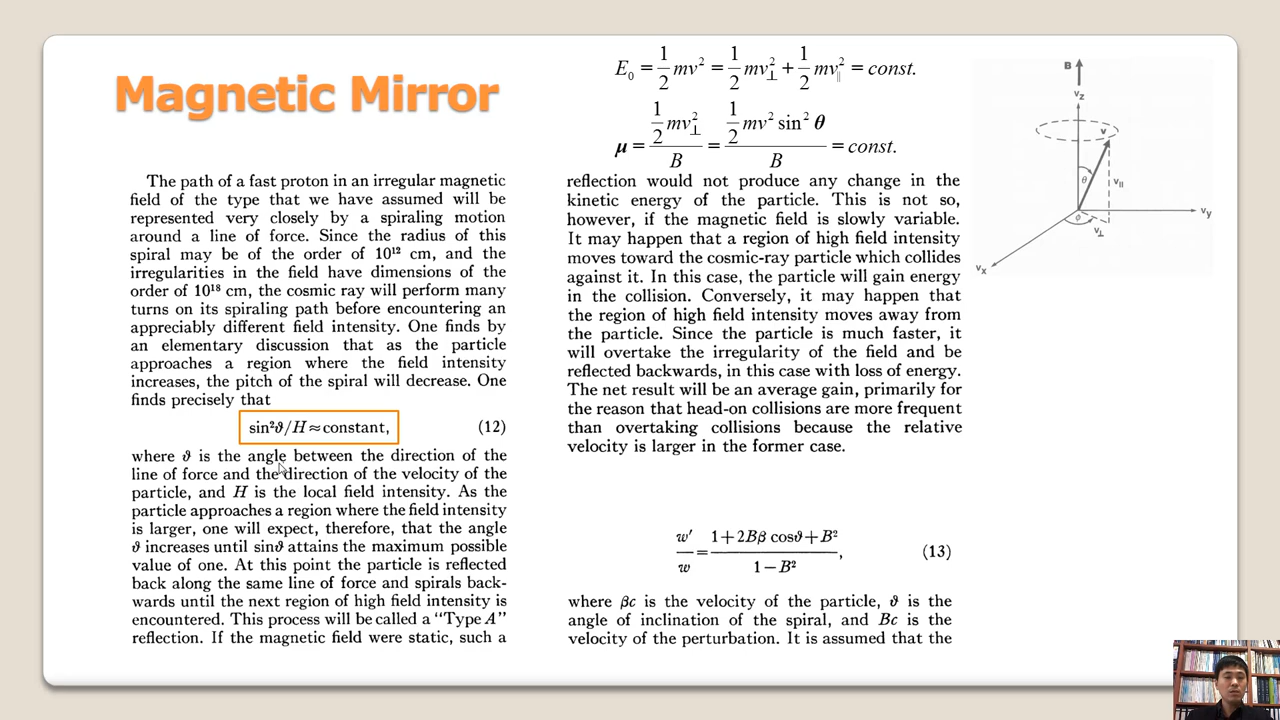 Magnetic Mirror
E₀ = 1/2 mv² = 1/2 mv⊥² + 1/2 mv∥² = const.
μ = (1/2 mv⊥²)/B = (1/2 mv² sin² θ)/B = const.
The path of a fast proton in an irregular magnetic
field of the type that we have assumed will be
represented very closely by a spiraling motion
around a line of force. Since the radius of this
spiral may be of the order of 10¹² cm, and the
irregularities in the field have dimensions of the
order of 10¹⁸ cm, the cosmic ray will perform many
turns on its spiraling path before encountering an
appreciably different field intensity. One finds by
an elementary discussion that as the particle
approaches a region where the field intensity
increases, the pitch of the spiral will decrease. One
finds precisely that
sin²ϑ/H≈constant, (12)
where ϑ is the angle between the direction of the
line of force and the direction of the velocity of the
particle, and H is the local field intensity. As the
particle approaches a region where the field intensity
is larger, one will expect, therefore, that the angle
ϑ increases until sinϑ attains the maximum possible
value of one. At this point the particle is reflected
back along the same line of force and spirals back-
wards until the next region of high field intensity is
encountered. This process will be called a "Type A"
reflection. If the magnetic field were static, such a
reflection would not produce any change in the
kinetic energy of the particle. This is not so,
however, if the magnetic field is slowly variable.
It may happen that a region of high field intensity
moves toward the cosmic-ray particle which collides
against it. In this case, the particle will gain energy
in the collision. Conversely, it may happen that
the region of high field intensity moves away from
the particle. Since the particle is much faster, it
will overtake the irregularity of the field and be
reflected backwards, in this case with loss of energy.
The net result will be an average gain, primarily for
the reason that head-on collisions are more frequent
than overtaking collisions because the relative
velocity is larger in the former case.
w′/w = (1+2Bβ cosϑ+B²)/(1−B²), (13)
where βc is the velocity of the particle, ϑ is the
angle of inclination of the spiral, and Bc is the
velocity of the perturbation. It is assumed that the
B
v_z
v
θ
v∥
v_y
φ
v⊥
v_x